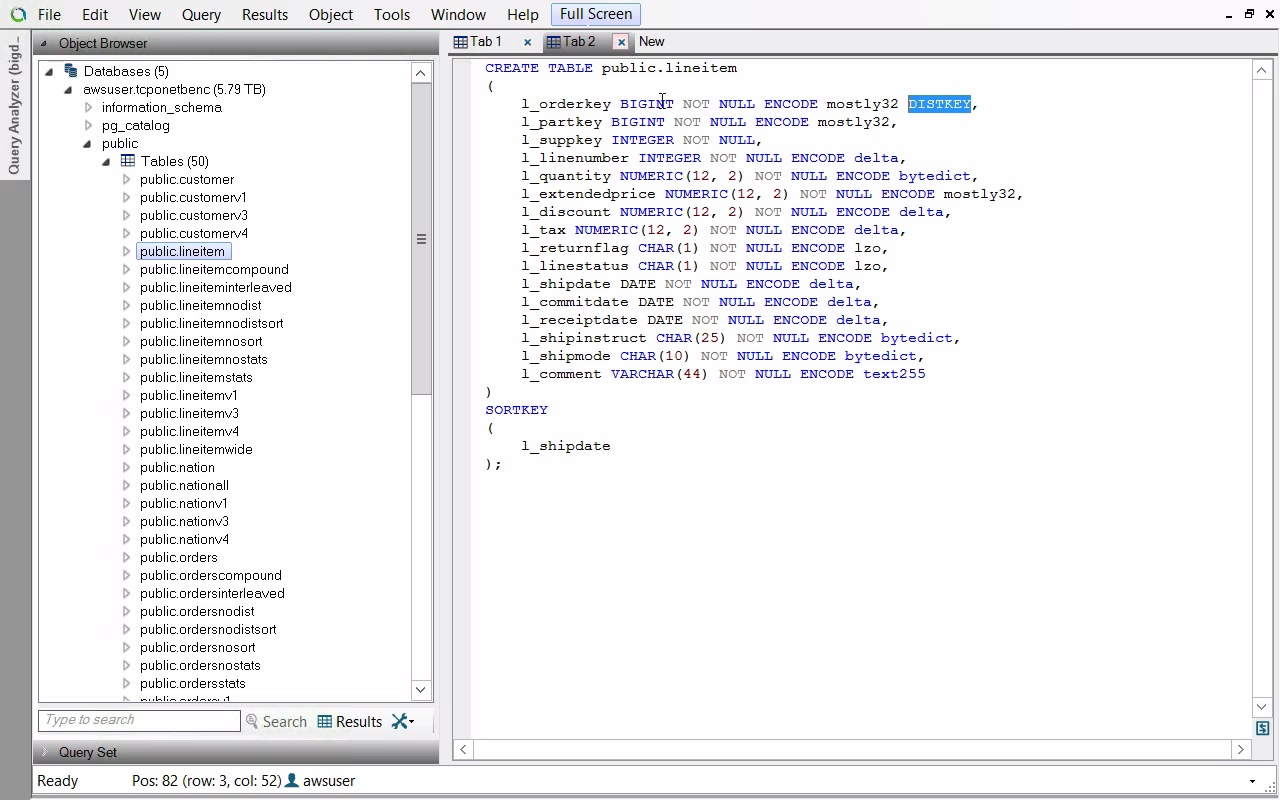 File Edit View Query Results Object Tools Window Help Full Screen
Query Analyzer (bigd...
Object Browser
Databases (5)
awsuser.tcponetbenc (5.79 TB)
information_schema
pg_catalog
public
Tables (50)
public.customer
public.customerv1
public.customerv3
public.customerv4
public.lineitem
public.lineitemcompound
public.lineiteminterleaved
public.lineitemnodist
public.lineitemnodistsort
public.lineitemnosort
public.lineitemnostats
public.lineitemstats
public.lineitemv1
public.lineitemv3
public.lineitemv4
public.lineitemwide
public.nation
public.nationall
public.nationv1
public.nationv3
public.nationv4
public.orders
public.orderscompound
public.ordersinterleaved
public.ordersnodist
public.ordersnodistsort
public.ordersnosort
public.ordersnostats
public.ordersstats
Type to search Search Results
Query Set
Tab 1 Tab 2 New
CREATE TABLE public.lineitem
(
l_orderkey BIGINT NOT NULL ENCODE mostly32 DISTKEY,
l_partkey BIGINT NOT NULL ENCODE mostly32,
l_suppkey INTEGER NOT NULL,
l_linenumber INTEGER NOT NULL ENCODE delta,
l_quantity NUMERIC(12, 2) NOT NULL ENCODE bytedict,
l_extendedprice NUMERIC(12, 2) NOT NULL ENCODE mostly32,
l_discount NUMERIC(12, 2) NOT NULL ENCODE delta,
l_tax NUMERIC(12, 2) NOT NULL ENCODE delta,
l_returnflag CHAR(1) NOT NULL ENCODE lzo,
l_linestatus CHAR(1) NOT NULL ENCODE lzo,
l_shipdate DATE NOT NULL ENCODE delta,
l_commitdate DATE NOT NULL ENCODE delta,
l_receiptdate DATE NOT NULL ENCODE delta,
l_shipinstruct CHAR(25) NOT NULL ENCODE bytedict,
l_shipmode CHAR(10) NOT NULL ENCODE bytedict,
l_comment VARCHAR(44) NOT NULL ENCODE text255
)
SORTKEY
(
l_shipdate
);
Ready Pos: 82 (row: 3, col: 52) awsuser